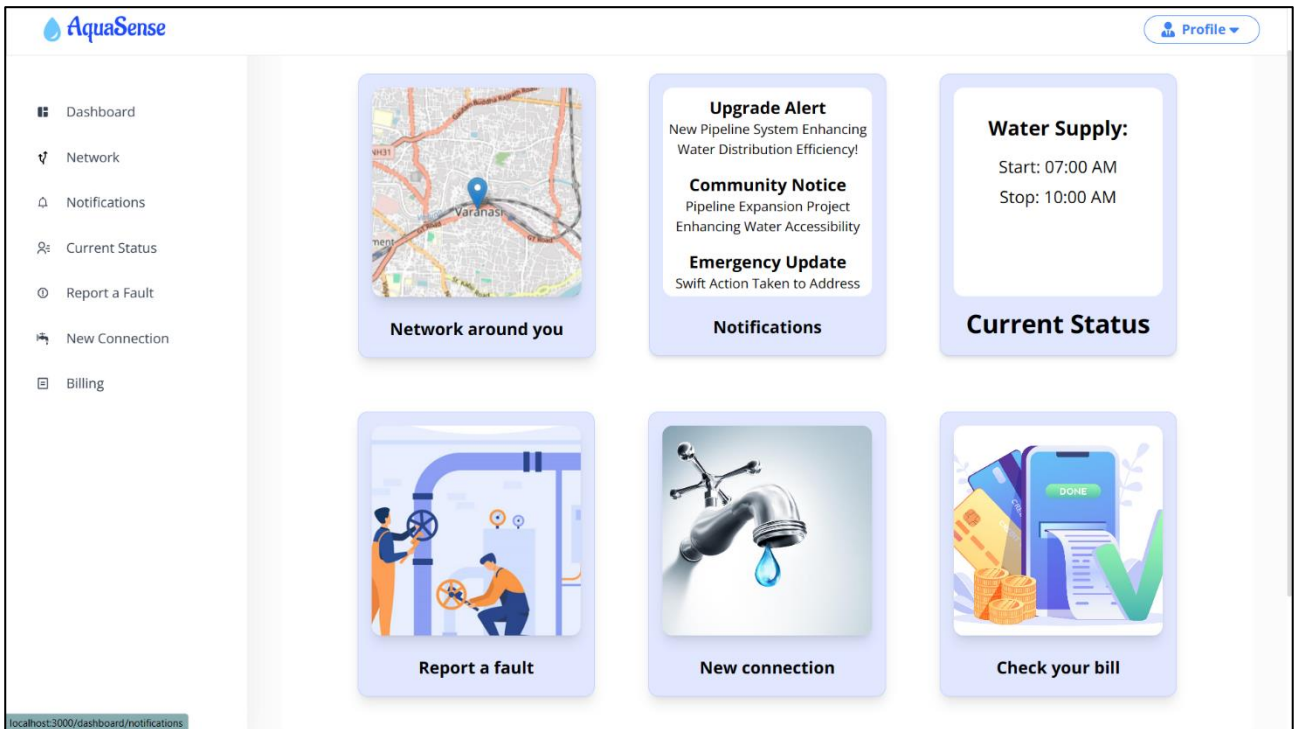 AquaSense
Profile
Dashboard
Network
Notifications
Current Status
Report a Fault
New Connection
Billing
NH31
Varanasi
GT Road
Network around you
Upgrade Alert
New Pipeline System Enhancing
Water Distribution Efficiency!
Community Notice
Pipeline Expansion Project
Enhancing Water Accessibility
Emergency Update
Swift Action Taken to Address
Notifications
Water Supply:
Start: 07:00 AM
Stop: 10:00 AM
Current Status
Report a fault
New connection
DONE
Check your bill
localhost:3000/dashboard/notifications